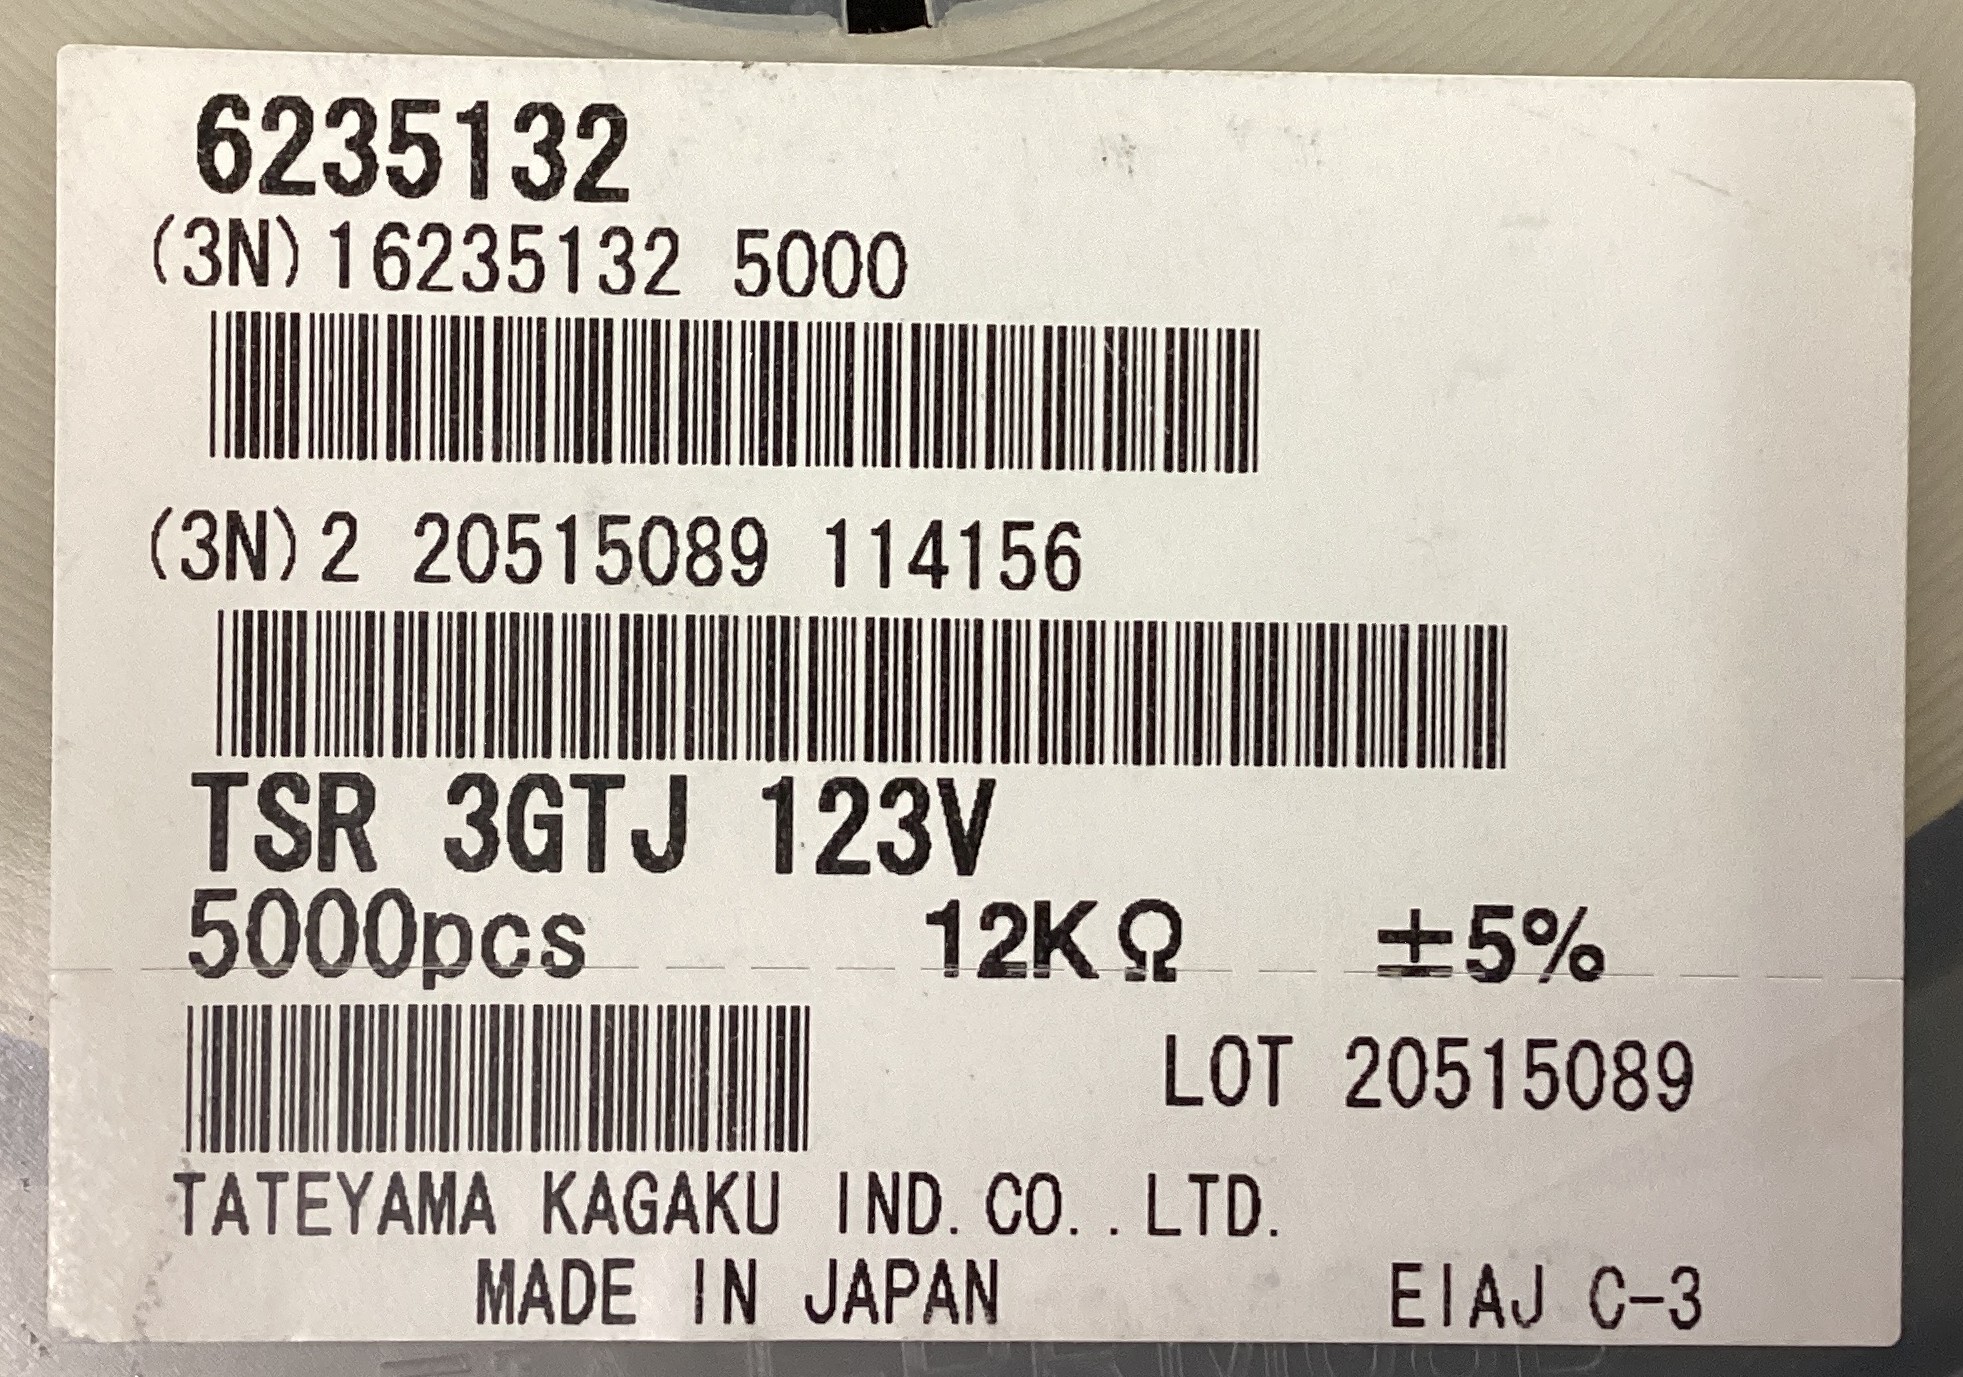 6235132
(3N)16235132 5000
(3N)2 20515089 114156
TSR 3GTJ 123V
5000pcs 12KΩ ±5%
LOT 20515089
TATEYAMA KAGAKU IND.CO..LTD.
MADE IN JAPAN EIAJ C-3